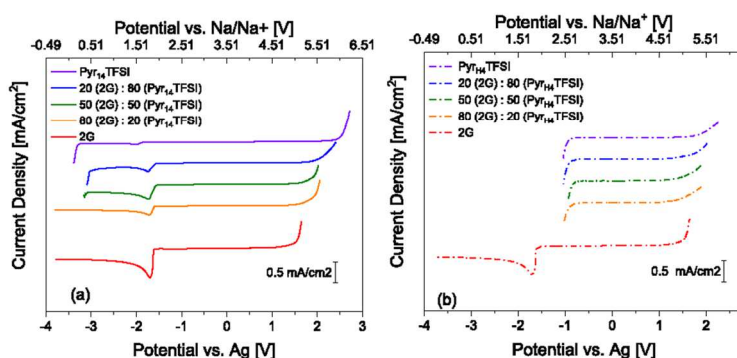 Potential vs. Na/Na+ [V]
-0.49 0.51 1.51 2.51 3.51 4.51 5.51 6.51
Current Density [mA/cm²]
Pyr₁₄TFSI
20 (2G) : 80 (Pyr₁₄TFSI)
50 (2G) : 50 (Pyr₁₄TFSI)
80 (2G) : 20 (Pyr₁₄TFSI)
2G
0.5 mA/cm2
(a)
-4 -3 -2 -1 0 1 2 3
Potential vs. Ag [V]
Potential vs. Na/Na⁺ [V]
-0.49 0.51 1.51 2.51 3.51 4.51 5.51
Current Density [mA/cm²]
Pyr_H4TFSI
20 (2G) : 80 (Pyr_H4TFSI)
50 (2G) : 50 (Pyr_H4TFSI)
80 (2G) : 20 (Pyr_H4TFSI)
2G
0.5 mA/cm2
(b)
-4 -3 -2 -1 0 1 2
Potential vs. Ag [V]